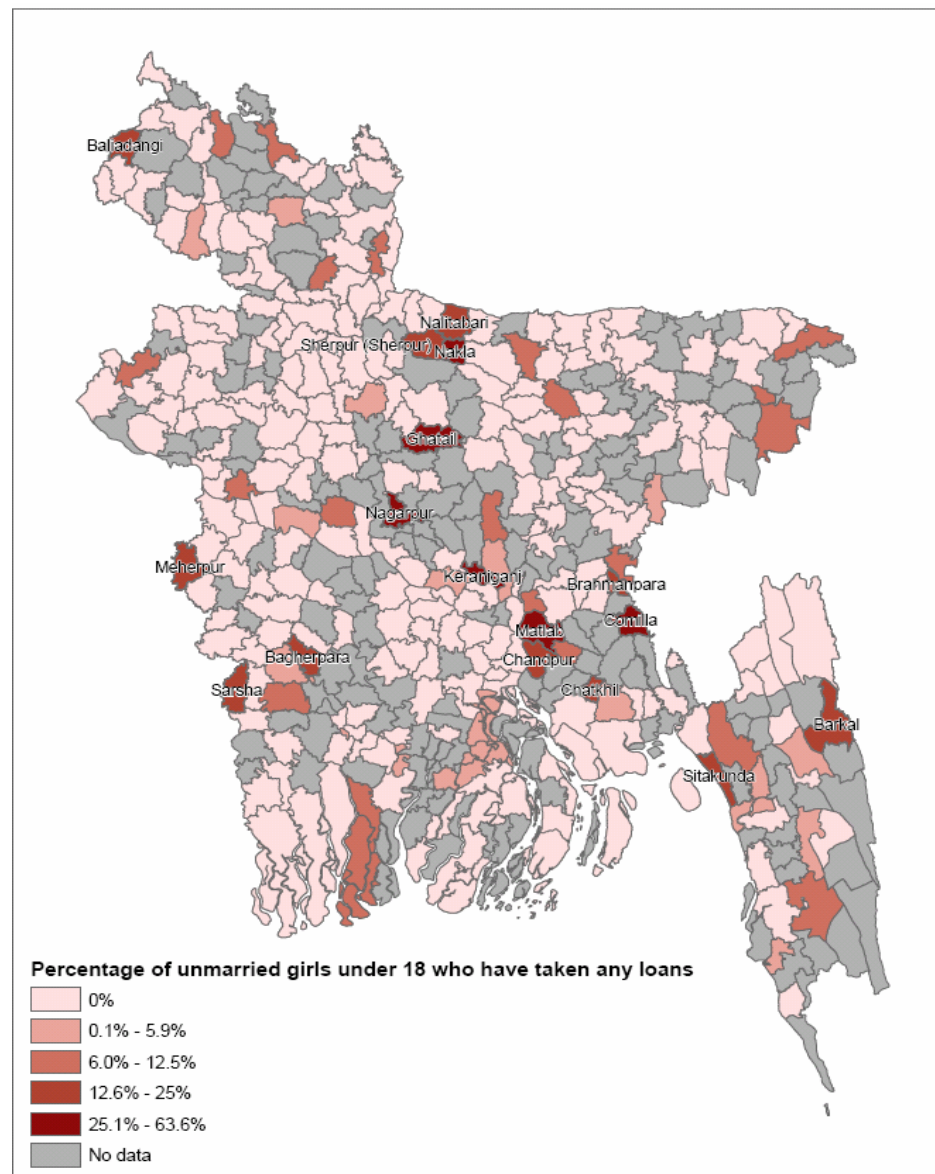 Baliadangi
Nalitabari
Sherpur (Sherpur)
Nakla
Ghatail
Nagarpur
Meherpur
Keraniganj
Brahmanpara
Comilla
Matlab
Chandpur
Bagherpara
Sarsha
Chatkhil
Barkal
Sitakunda
Percentage of unmarried girls under 18 who have taken any loans
0%
0.1% - 5.9%
6.0% - 12.5%
12.6% - 25%
25.1% - 63.6%
No data